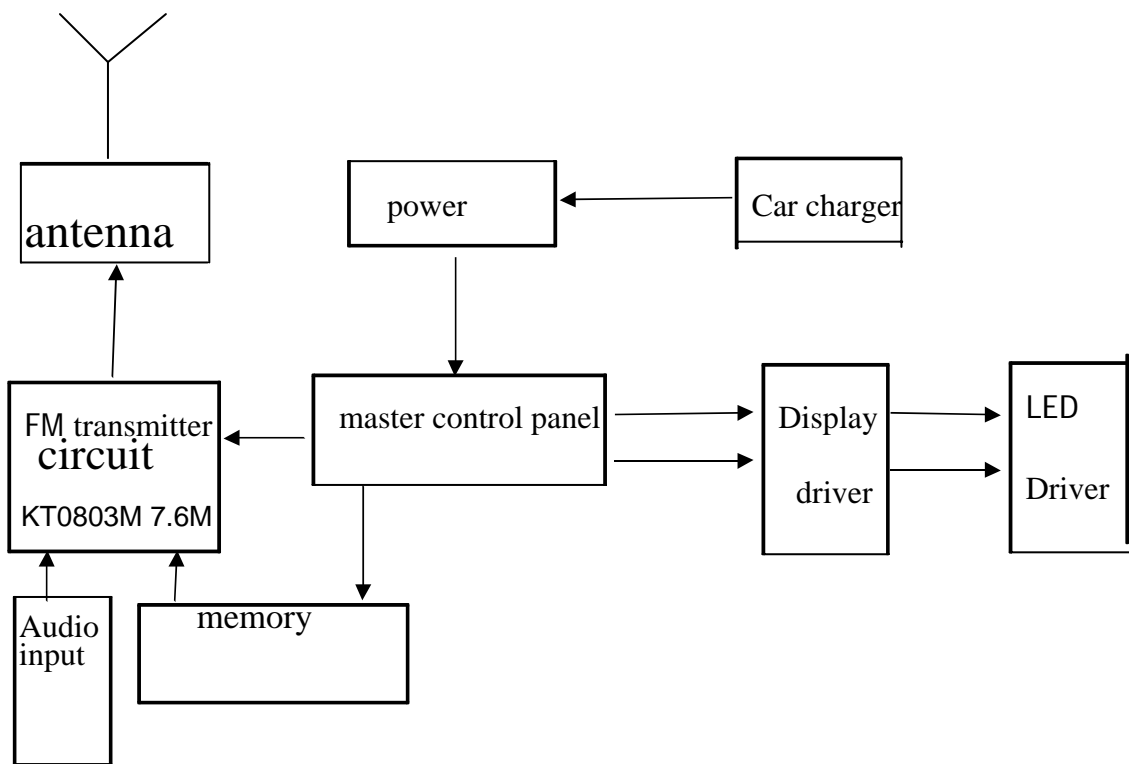 antenna
power
Car charger
FM transmitter
circuit
KT0803M 7.6M
master control panel
Display
driver
LED
Driver
Audio
input
memory